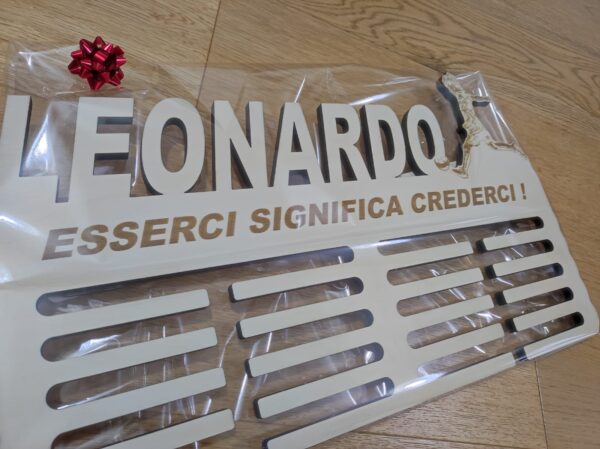 LEONARDO
ESSERCI SIGNIFICA CREDERCI !